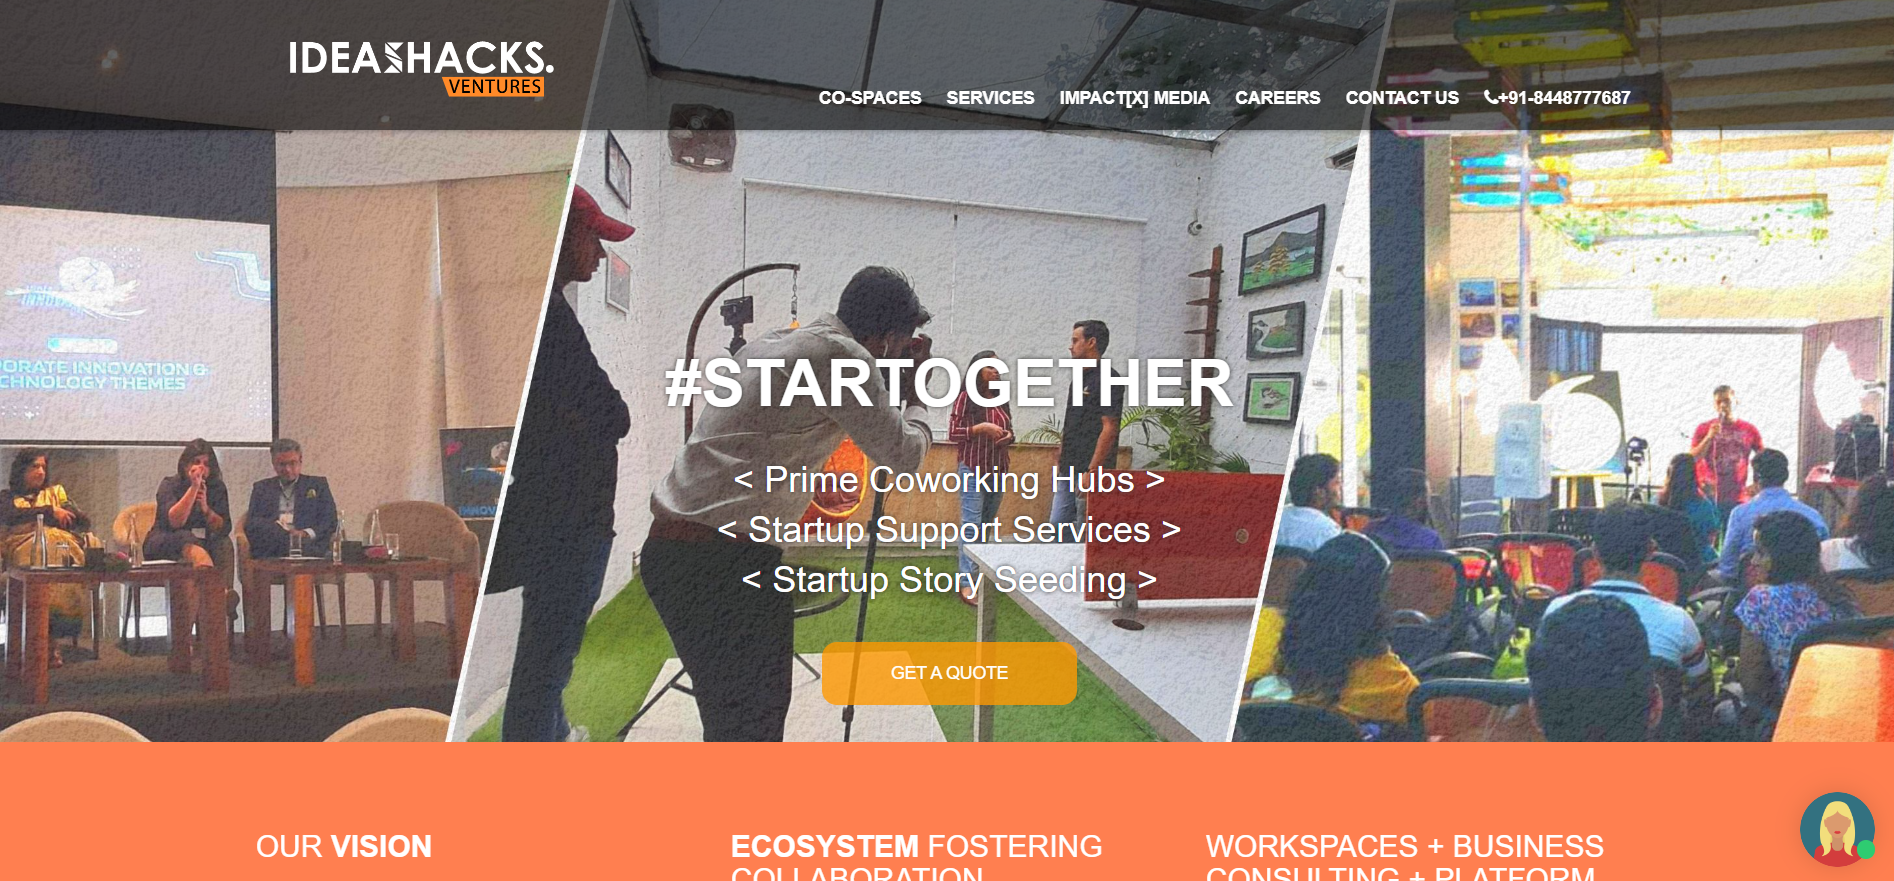 IDEAHACKS.
VENTURES
CO-SPACES SERVICES IMPACT[X] MEDIA CAREERS CONTACT US +91-8448777687
ORATE INNOVATION &
CHNOLOGY THEMES
#STARTOGETHER
< Prime Coworking Hubs >
< Startup Support Services >
< Startup Story Seeding >
GET A QUOTE
OUR VISION
ECOSYSTEM FOSTERING
COLLABORATION
WORKSPACES + BUSINESS
CONSULTING + PLATFORM